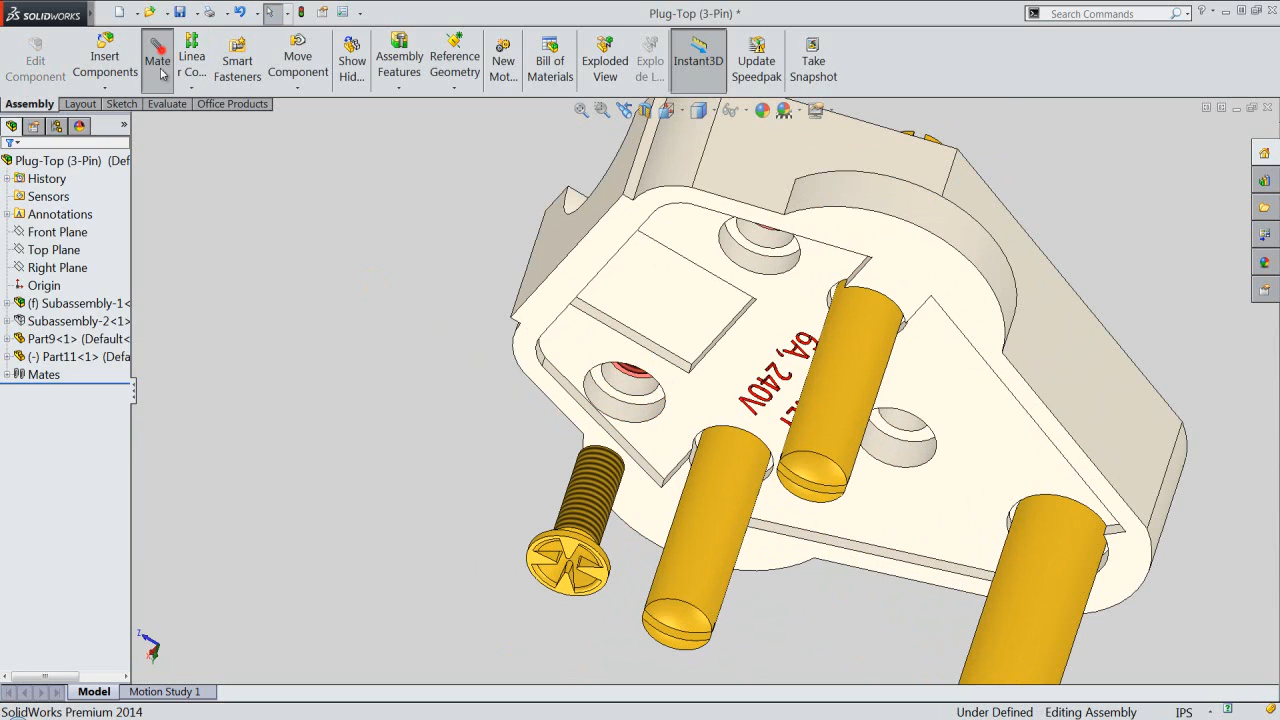 SOLIDWORKS
Plug-Top (3-Pin) *
Search Commands
Edit Component
Insert Components
Mate
Linea r Co...
Smart Fasteners
Move Component
Show Hid...
Assembly Features
Reference Geometry
New Mot...
Bill of Materials
Exploded View
Explo de L...
Instant3D
Update Speedpak
Take Snapshot
Assembly
Layout
Sketch
Evaluate
Office Products
Plug-Top (3-Pin) (Def
History
Sensors
Annotations
Front Plane
Top Plane
Right Plane
Origin
(f) Subassembly-1<
Subassembly-2<1>
Part9<1> (Default<
(-) Part11<1> (Defa
Mates
6A, 240V
Z
Model
Motion Study 1
SolidWorks Premium 2014
Under Defined
Editing Assembly
IPS